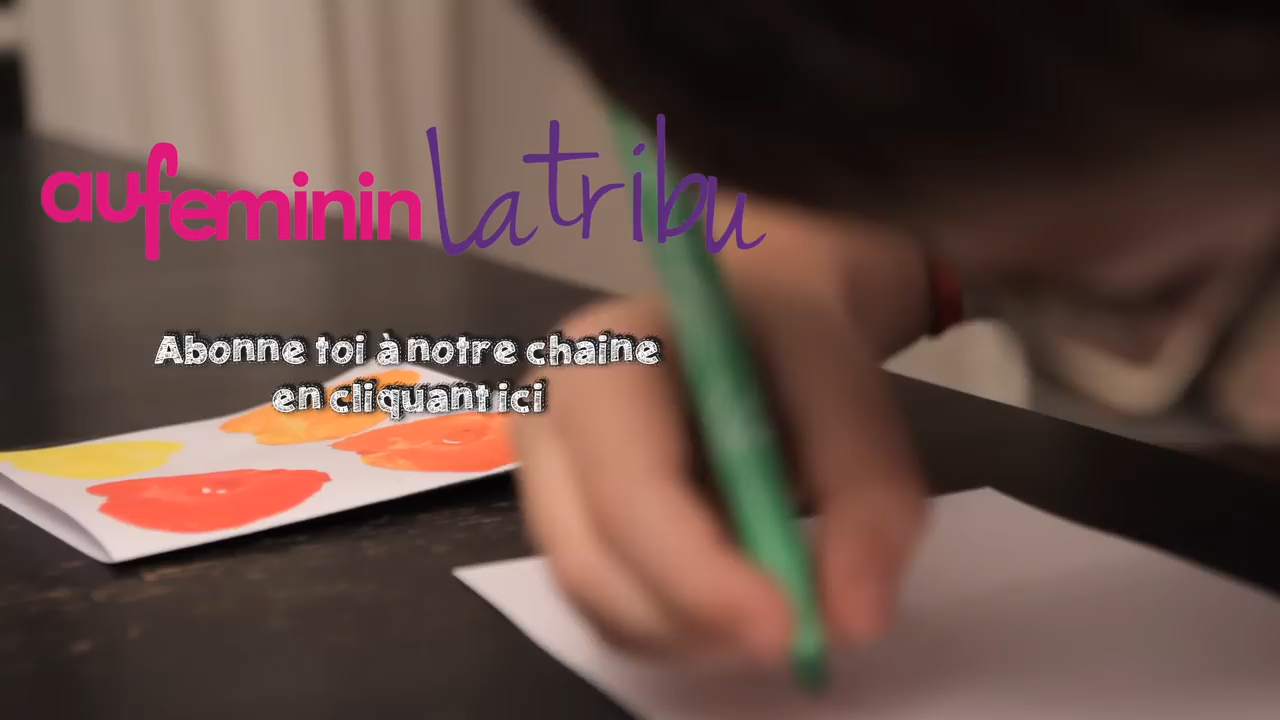 aufeminin latribu
Abonne toi à notre chaine
en cliquant ici